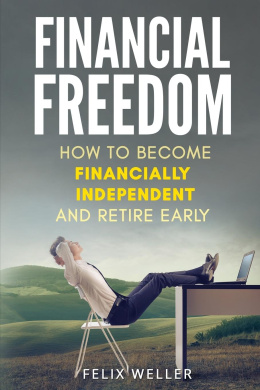 FINANCIAL
FREEDOM
HOW TO BECOME
FINANCIALLY
INDEPENDENT
AND RETIRE EARLY
FELIX WELLER